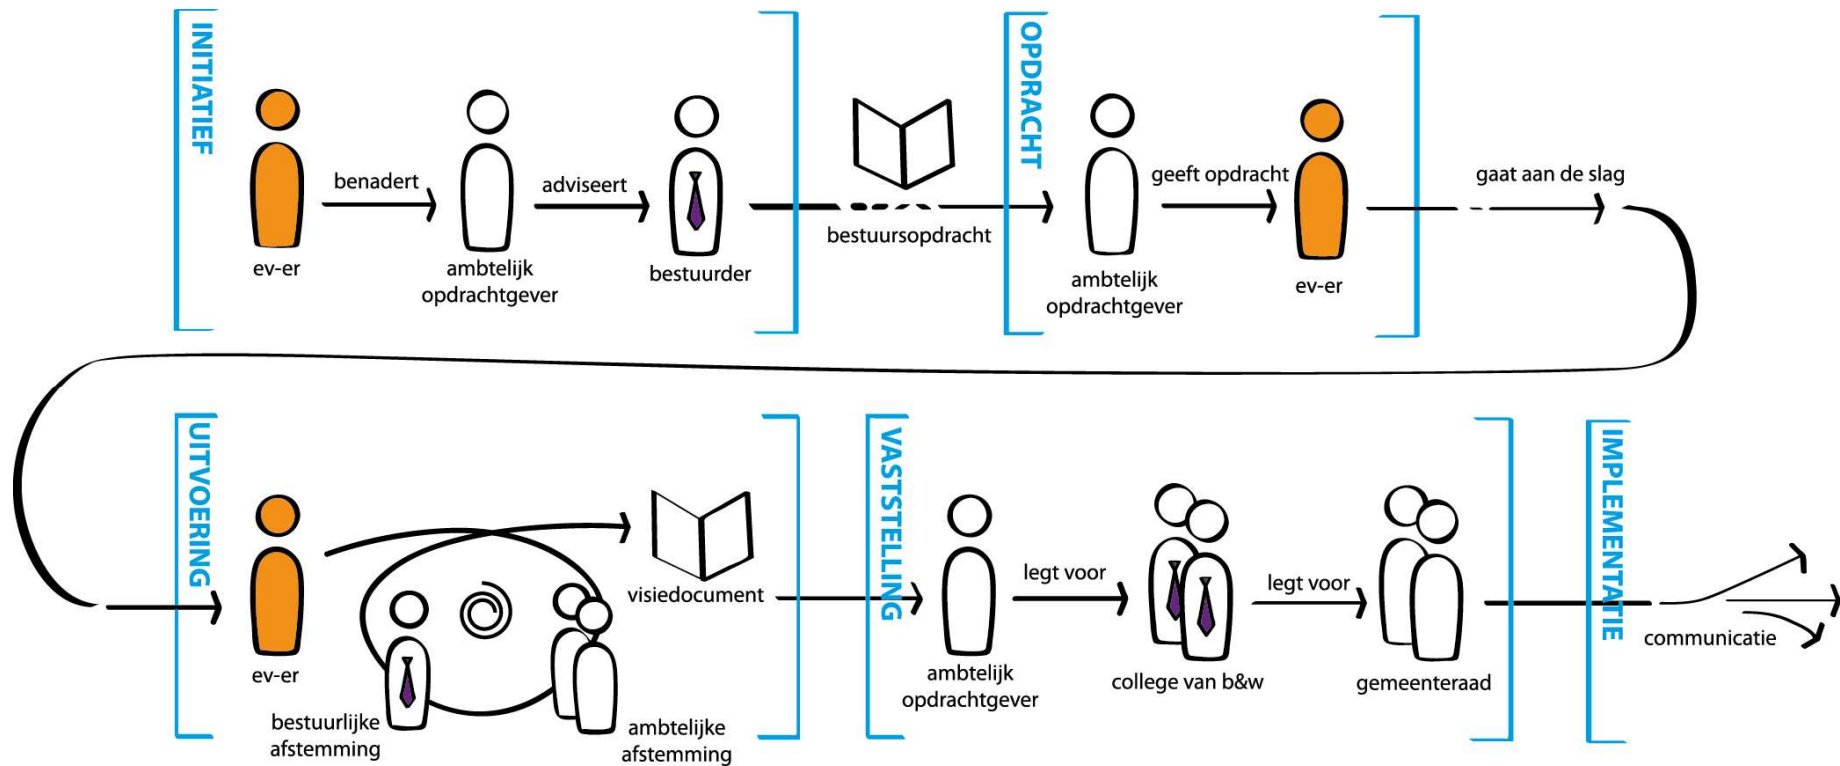 INITIATIEF
ev-er
benadert
ambtelijk
opdrachtgever
adviseert
bestuurder
bestuursopdracht
OPDRACHT
ambtelijk
opdrachtgever
geeft opdracht
ev-er
gaat aan de slag
UITVOERING
ev-er
bestuurlijke
afstemming
ambtelijke
afstemming
visiedocument
VASTSTELLING
ambtelijk
opdrachtgever
legt voor
college van b&w
legt voor
gemeenteraad
IMPLEMENTATIE
communicatie